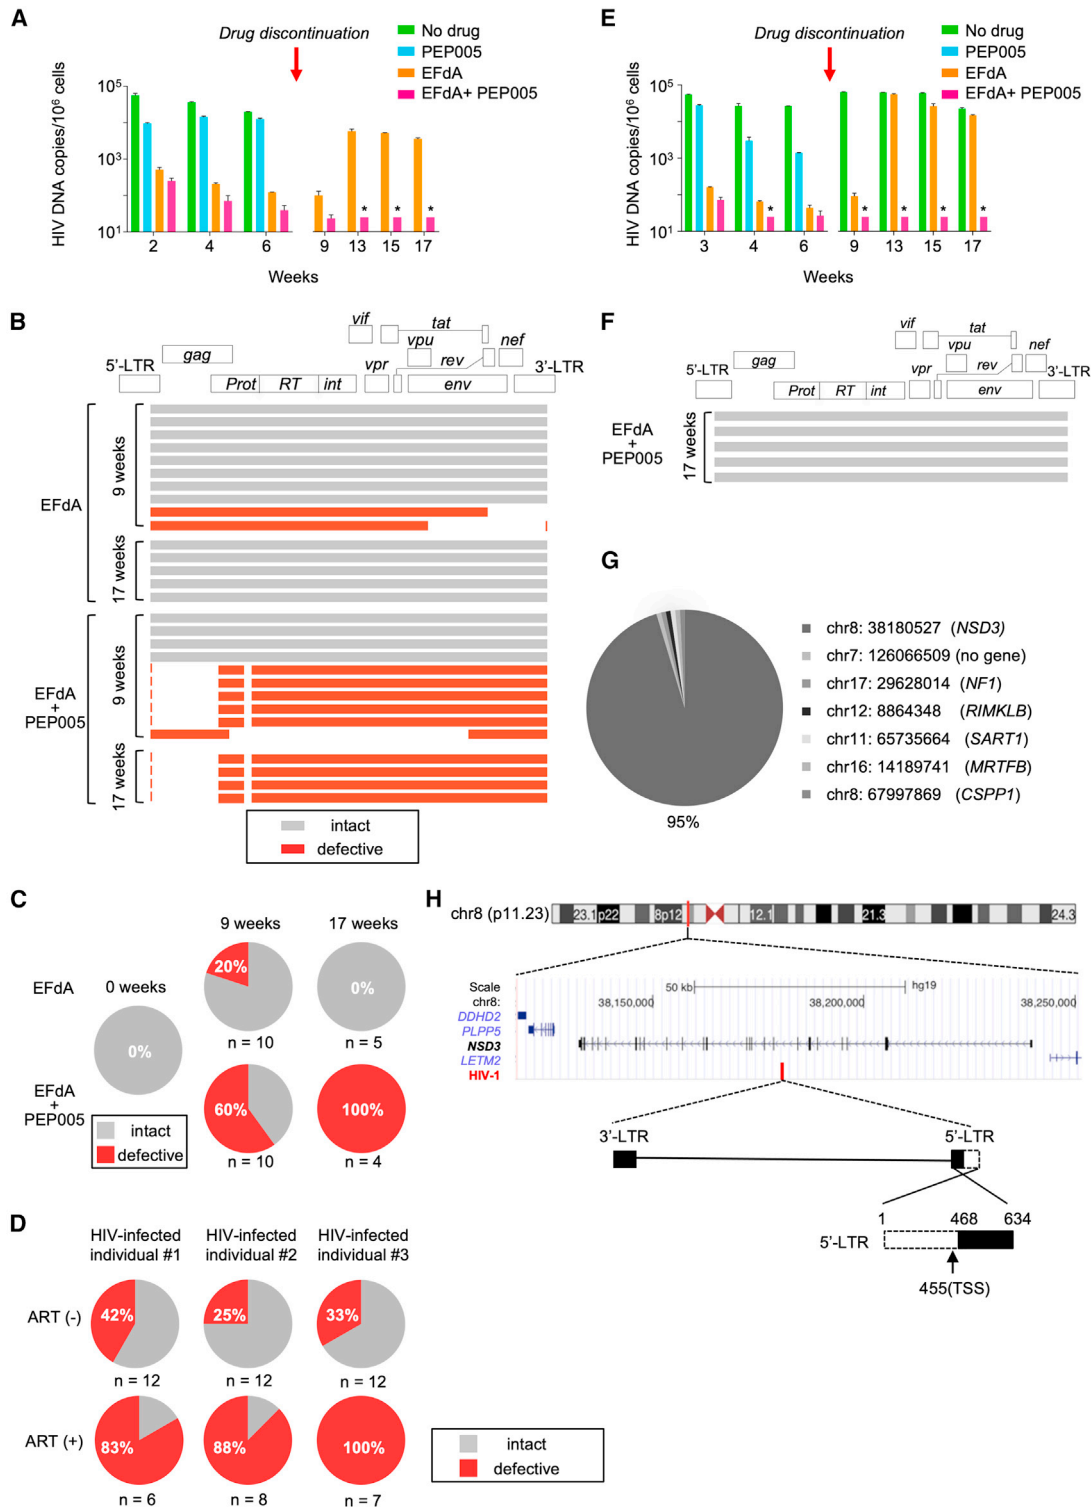 A
Drug discontinuation
No drug
PEP005
EFdA
EFdA+ PEP005
HIV DNA copies/10⁶ cells
10⁵
10³
10¹
2 4 6 9 13 15 17
* * *
Weeks
E
Drug discontinuation
No drug
PEP005
EFdA
EFdA+ PEP005
HIV DNA copies/10⁶ cells
10⁵
10³
10¹
3 4 6 9 13 15 17
* * * * *
Weeks
B
5'-LTR
gag
Prot RT int
vif
vpr
tat
vpu
rev
env
nef
3'-LTR
EFdA
9 weeks
17 weeks
EFdA
+
PEP005
9 weeks
17 weeks
intact
defective
F
5'-LTR
gag
Prot RT int
vif
vpr
tat
vpu
rev
env
nef
3'-LTR
EFdA
+
PEP005
17 weeks
G
95%
chr8: 38180527 (NSD3)
chr7: 126066509 (no gene)
chr17: 29628014 (NF1)
chr12: 8864348 (RIMKLB)
chr11: 65735664 (SART1)
chr16: 14189741 (MRTFB)
chr8: 67997869 (CSPP1)
C
9 weeks 17 weeks
EFdA
0 weeks
0%
20%
n = 10
0%
n = 5
EFdA
+
PEP005
60%
n = 10
100%
n = 4
intact
defective
D
HIV-infected individual #1
HIV-infected individual #2
HIV-infected individual #3
ART (-)
42% 25% 33%
n = 12 n = 12 n = 12
ART (+)
83% 88% 100%
n = 6 n = 8 n = 7
intact
defective
H
chr8 (p11.23)
23.1 p22 8p12 12.1 21.3 24.3
Scale
50 kb hg19
chr8:
38,150,000 38,200,000 38,250,000
DDHD2
PLPP5
NSD3
LETM2
HIV-1
3'-LTR 5'-LTR
1 468 634
5'-LTR
455(TSS)